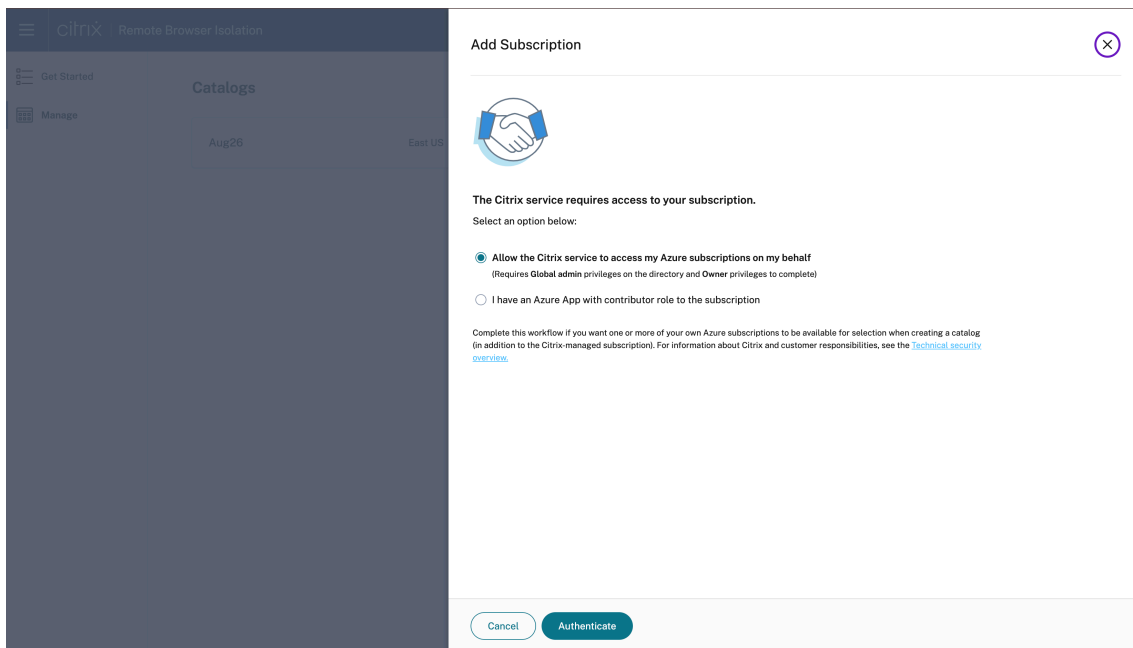 citrix | Remote Browser Isolation
Get Started
Manage
Catalogs
Aug20 East US
Add Subscription
The Citrix service requires access to your subscription.
Select an option below:
Allow the Citrix service to access my Azure subscriptions on my behalf
(Requires Global admin privileges on the directory and Owner privileges to complete)
I have an Azure App with contributor role to the subscription
Complete this workflow if you want one or more of your own Azure subscriptions to be available for selection when creating a catalog
(in addition to the Citrix-managed subscription). For information about Citrix and customer responsibilities, see the Technical security
overview.
Cancel Authenticate